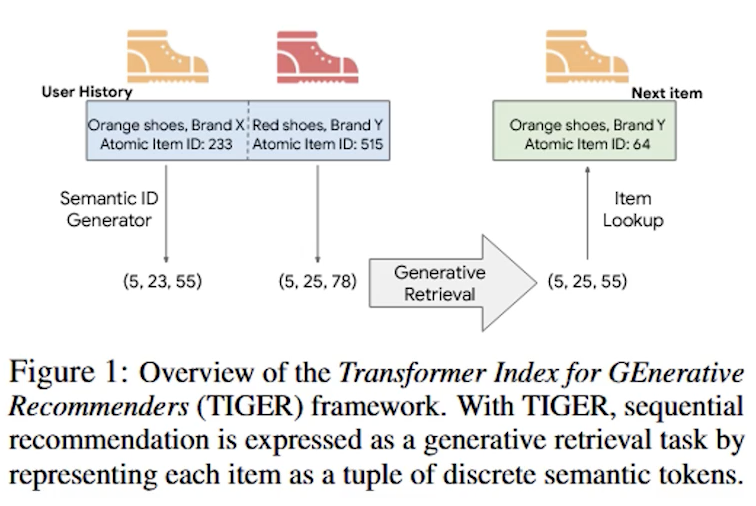 User History
Next item
Orange shoes, Brand X
Atomic Item ID: 233
Red shoes, Brand Y
Atomic Item ID: 515
Orange shoes, Brand Y
Atomic Item ID: 64
Semantic ID
Generator
Item
Lookup
(5, 23, 55)
(5, 25, 78)
Generative
Retrieval
(5, 25, 55)
Figure 1: Overview of the Transformer Index for GEnerative
Recommenders (TIGER) framework. With TIGER, sequential
recommendation is expressed as a generative retrieval task by
representing each item as a tuple of discrete semantic tokens.